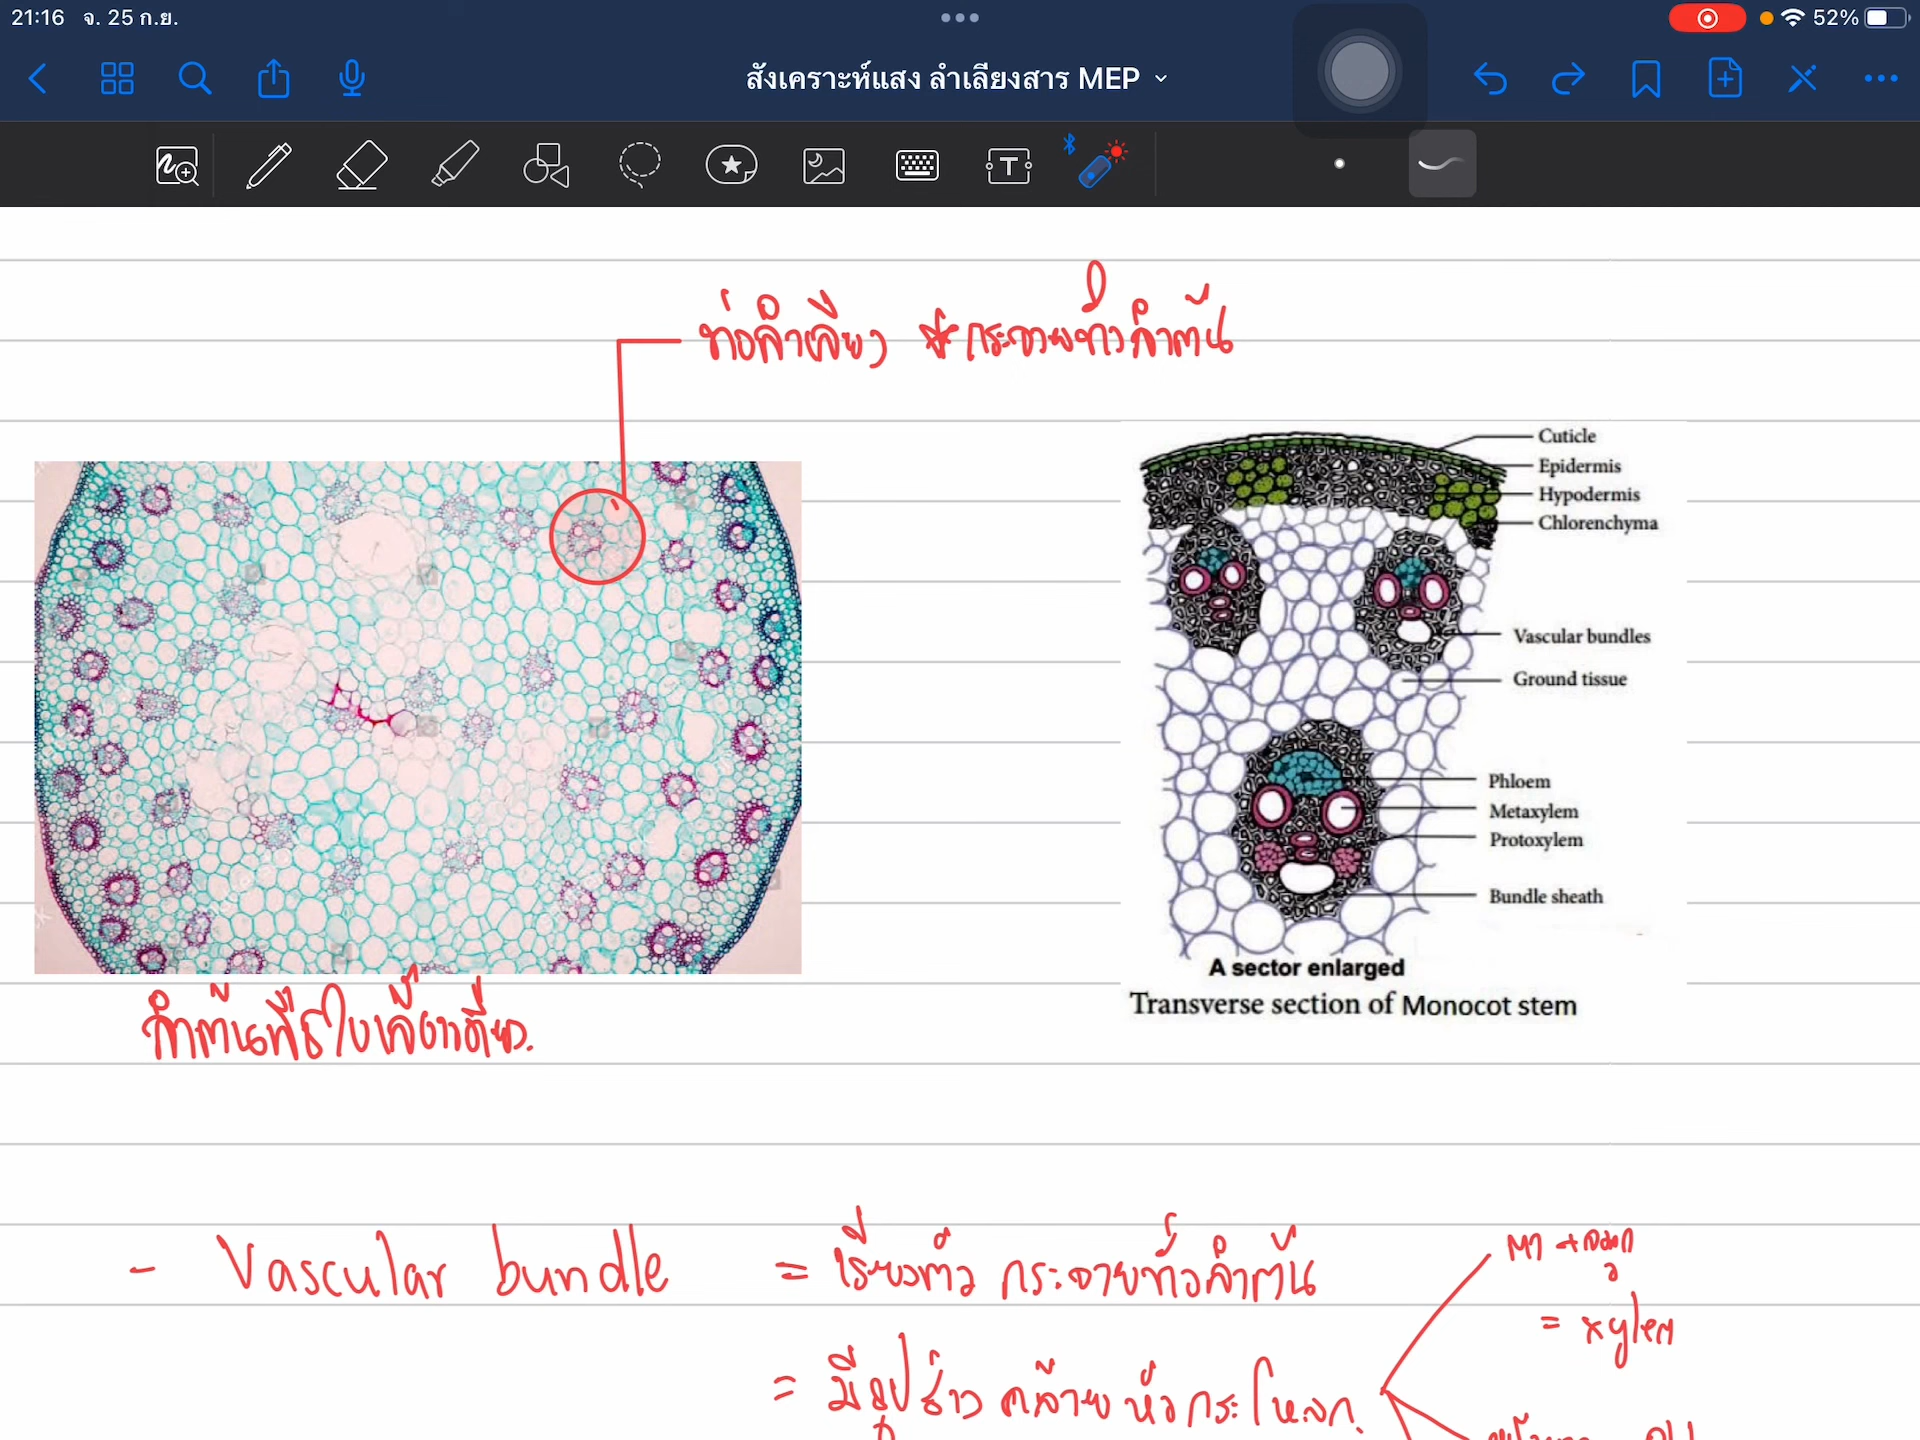 21:16 จ. 25 ก.ย.
52%
สังเคราะห์แสง ลำเลียงสาร MEP
ท่อลำเลียง *กระจายทั่วลำต้น
Cuticle
Epidermis
Hypodermis
Chlorenchyma
Vascular bundles
Ground tissue
Phloem
Metaxylem
Protoxylem
Bundle sheath
A sector enlarged
Transverse section of Monocot stem
ลำต้นพืชใบเลี้ยงเดี่ยว.
- Vascular bundle = เรียงตัว กระจายทั่วลำต้น
ตา + จมูก
= xylem
= มีรูปร่าง คล้าย หัวกะโหลก